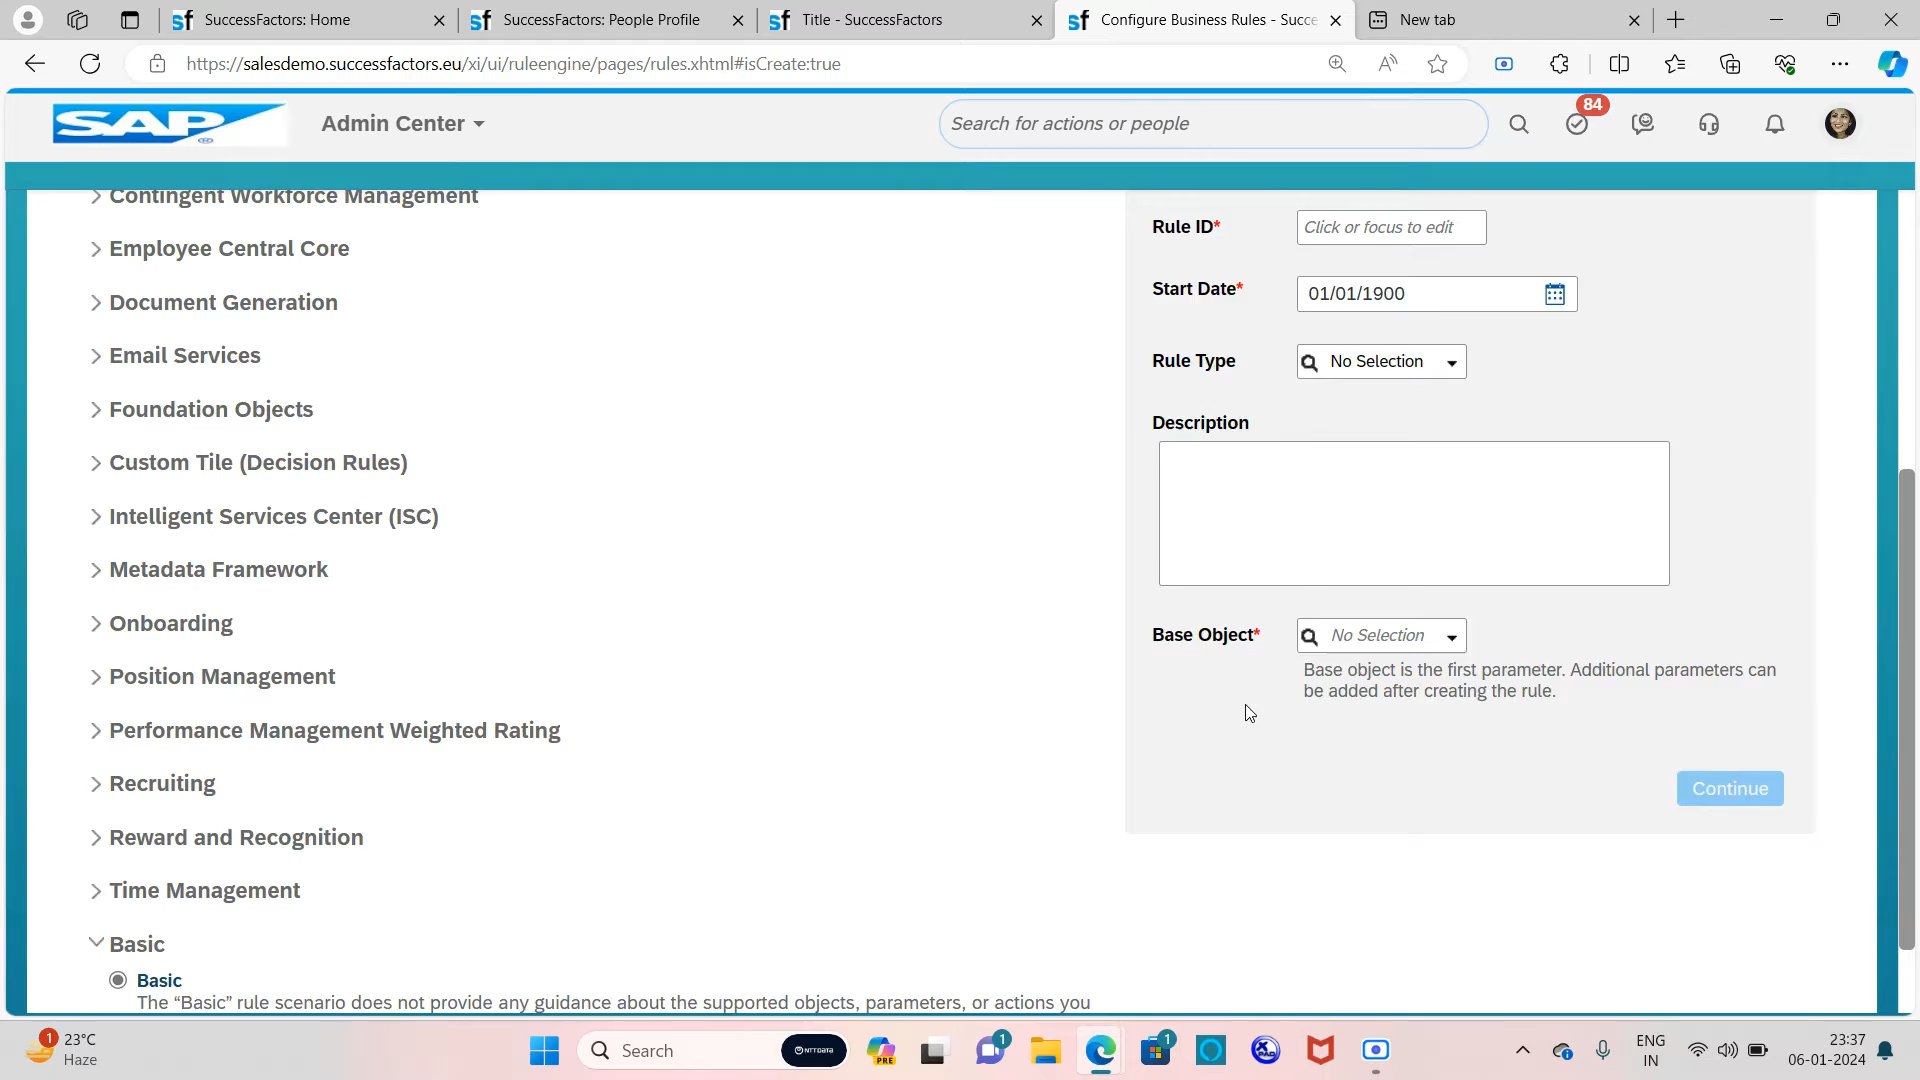 SuccessFactors: Home
SuccessFactors: People Profile
Title - SuccessFactors
Configure Business Rules - Succe
New tab
https://salesdemo.successfactors.eu/xi/ui/ruleengine/pages/rules.xhtml#isCreate:true
SAP
Admin Center
Search for actions or people
84
Contingent Workforce Management
Employee Central Core
Document Generation
Email Services
Foundation Objects
Custom Tile (Decision Rules)
Intelligent Services Center (ISC)
Metadata Framework
Onboarding
Position Management
Performance Management Weighted Rating
Recruiting
Reward and Recognition
Time Management
Basic
Basic
The “Basic” rule scenario does not provide any guidance about the supported objects, parameters, or actions you
Rule ID*
Click or focus to edit
Start Date*
01/01/1900
Rule Type
No Selection
Description
Base Object*
No Selection
Base object is the first parameter. Additional parameters can
be added after creating the rule.
Continue
1
23°C
Haze
Search
NTT DATA
PRE
1
1
ENG
IN
23:37
06-01-2024